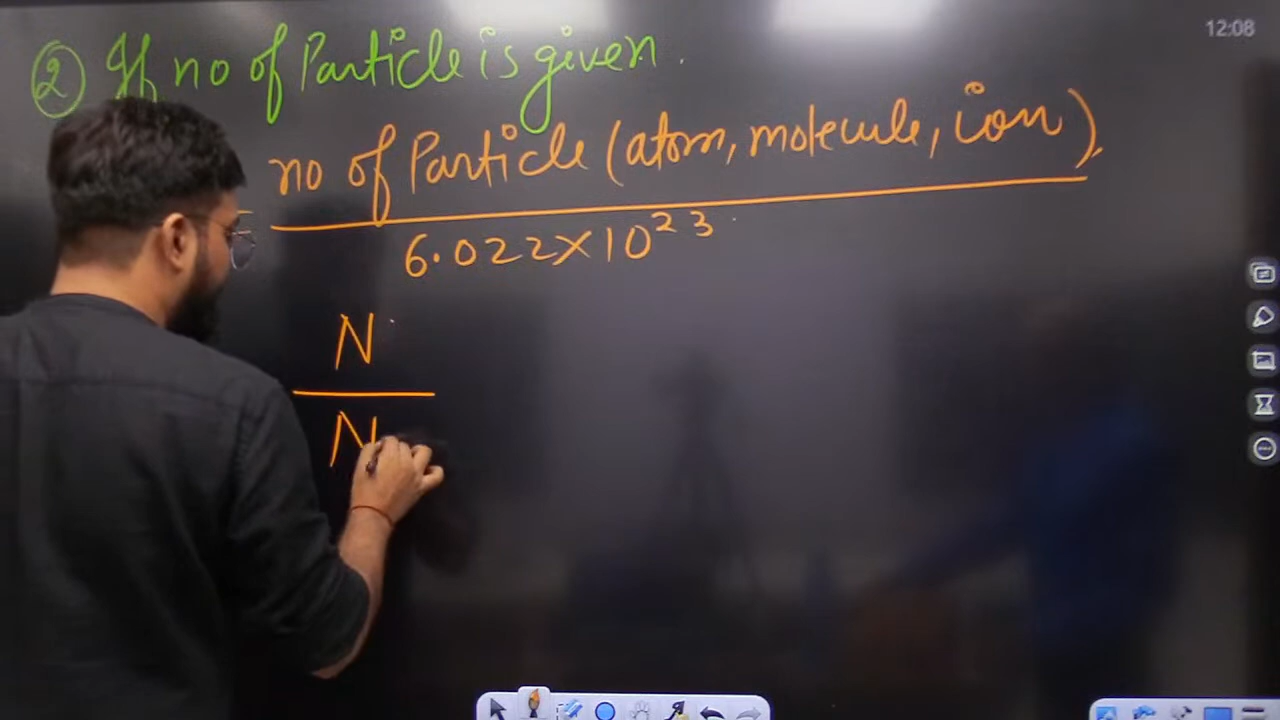 12:08
② If no of Particle is given.
no of Particle (atom, molecule, ion)
6.022×10²³
N
N